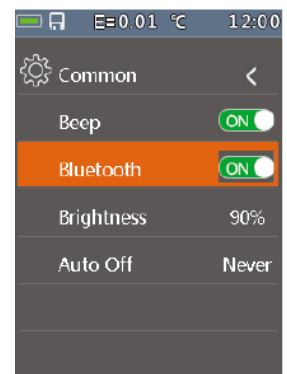 E=0.01 ℃ 12:00
Common <
Beep ON
Bluetooth ON
Brightness 90%
Auto Off Never